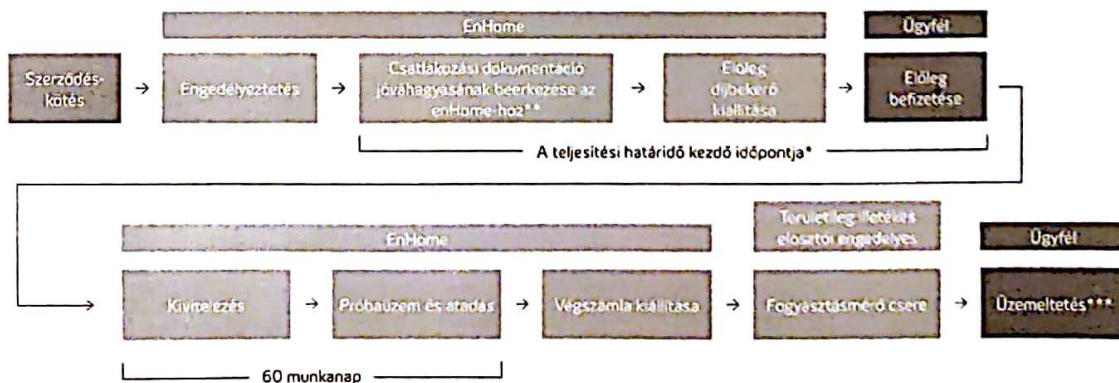 EnHome
Ügyfél
Szerződés-
kötés
Engedélyeztetés
Csatlakozási dokumentáció
jóváhagyásának beérkezése az
enHome-hoz**
Előleg
díjbekérő
kiállítása
Előleg
befizetése
A teljesítési határidő kezdő időpontja*
EnHome
Területileg illetékes
elosztói engedélyes
Ügyfél
Kivitelezés
Próbaüzem és átadás
Végszámla kiállítása
Fogyasztásmérő csere
Üzemeltetés***
60 munkanap